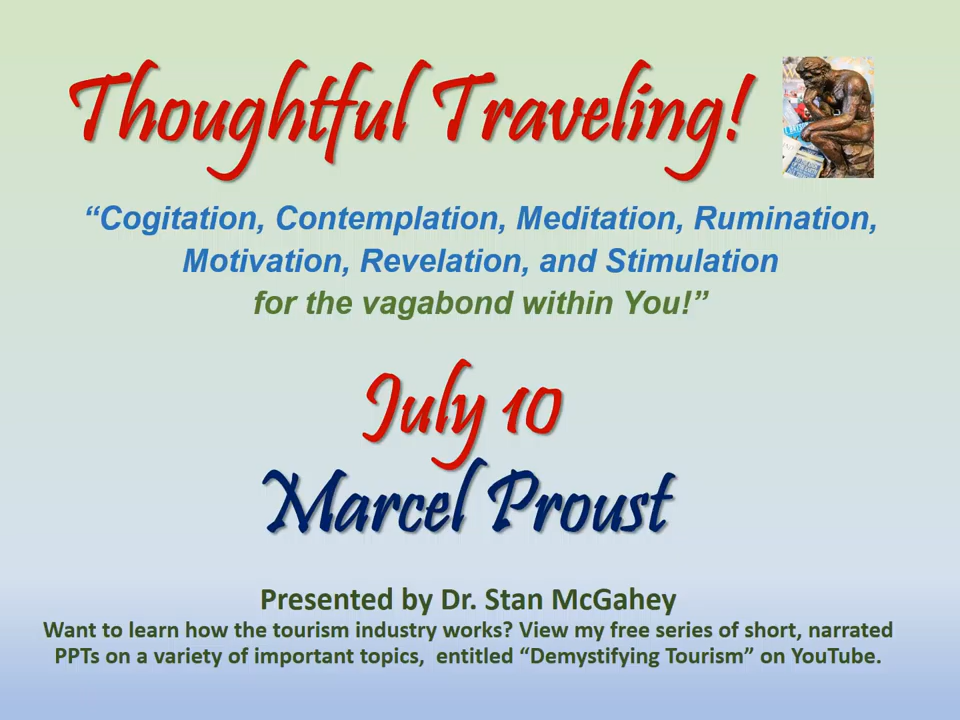 Thoughtful Traveling!
“Cogitation, Contemplation, Meditation, Rumination,
Motivation, Revelation, and Stimulation
for the vagabond within You!”
July 10
Marcel Proust
Presented by Dr. Stan McGahey
Want to learn how the tourism industry works? View my free series of short, narrated
PPTs on a variety of important topics, entitled “Demystifying Tourism” on YouTube.